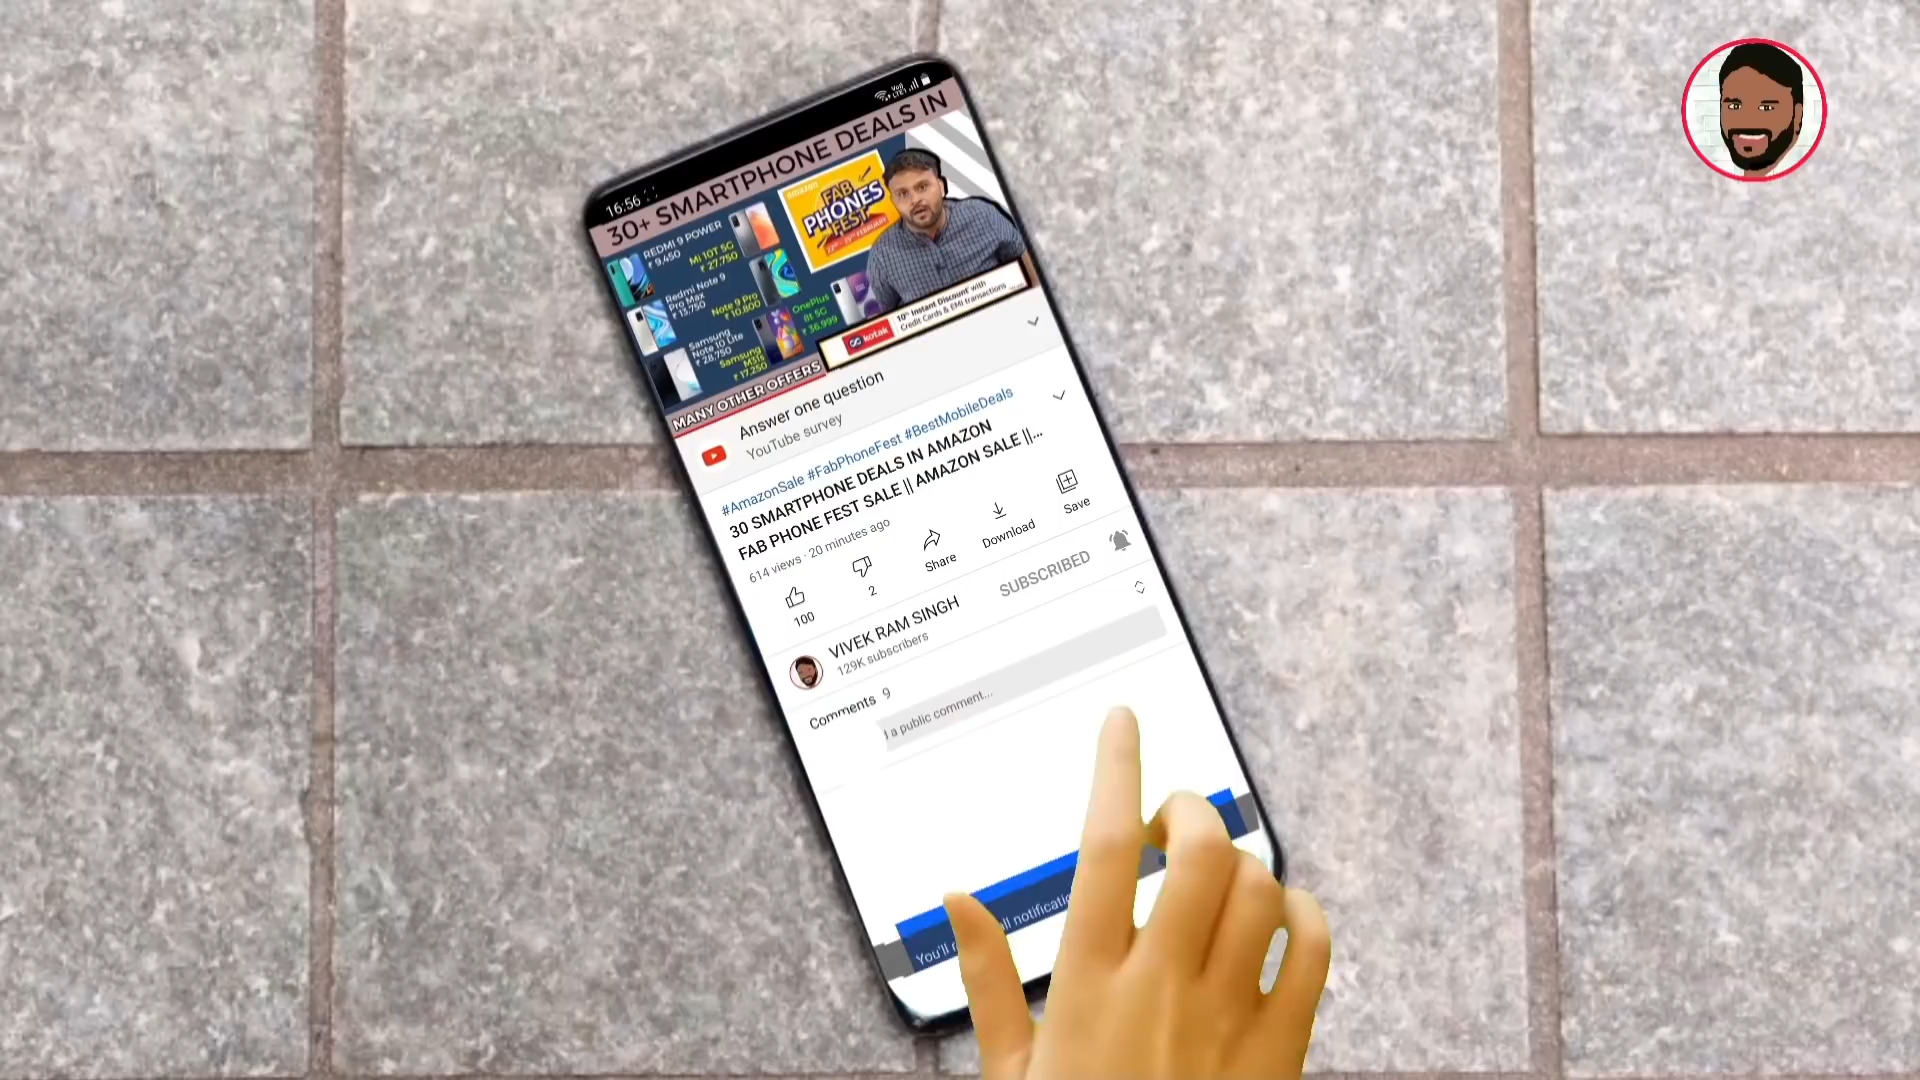 16:56
30+ SMARTPHONE DEALS IN
REDMI 9 POWER
₹ 9,450
Mi 10T 5G
₹ 27,750
Redmi Note 9
Pro Max
₹ 13,750
Note 9 Pro
₹ 10,800
OnePlus
8t 5G
₹ 36,999
Samsung
Note 10 Lite
₹ 28,750
Samsung
M31s
₹ 17,250
amazon
FAB
PHONES
FEST
kotak
10% Instant Discount* with
Credit Cards & EMI transactions
MANY OTHER OFFERS
Answer one question
YouTube survey
#AmazonSale #FabPhoneFest #BestMobileDeals
30 SMARTPHONE DEALS IN AMAZON
FAB PHONE FEST SALE || AMAZON SALE ||...
614 views · 20 minutes ago
100
2
Share
Download
Save
VIVEK RAM SINGH
129K subscribers
SUBSCRIBED
Comments 9
a public comment...
You'll